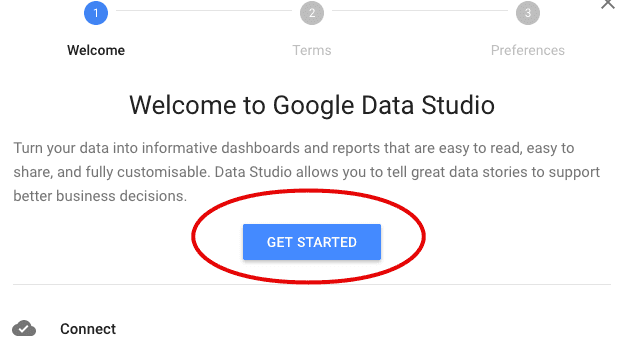 1 2 3
Welcome Terms Preferences
Welcome to Google Data Studio
Turn your data into informative dashboards and reports that are easy to read, easy to
share, and fully customisable. Data Studio allows you to tell great data stories to support
better business decisions.
GET STARTED
Connect